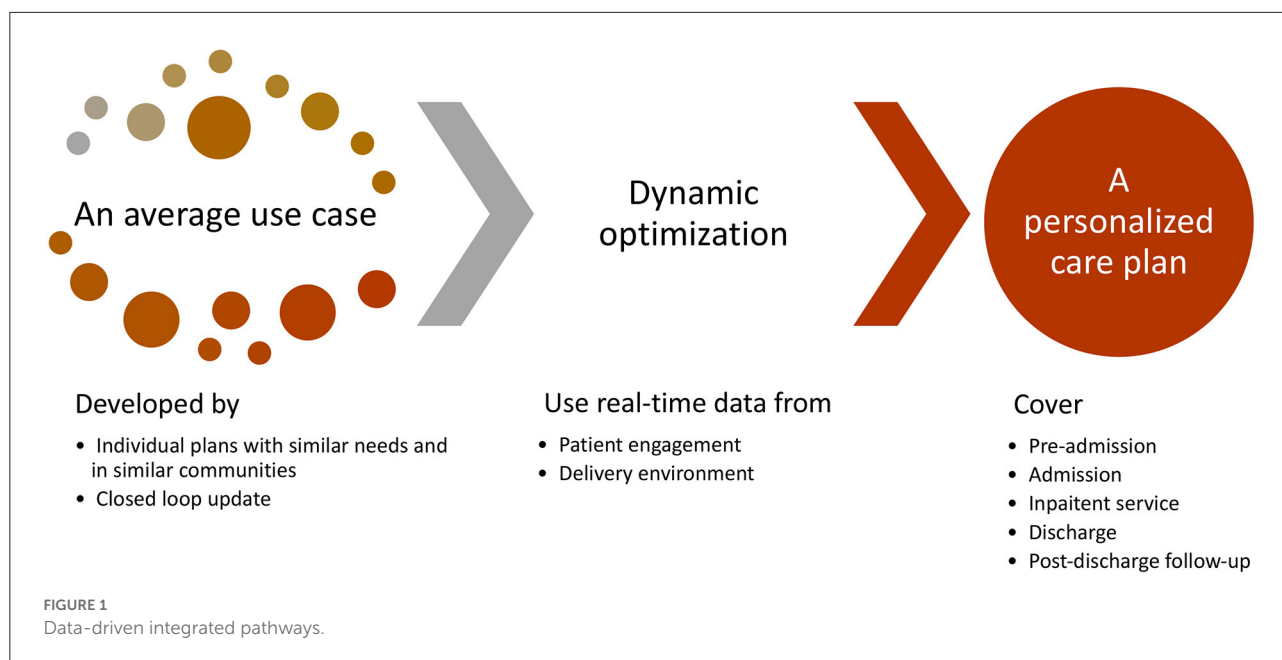 An average use case
Dynamic
optimization
A
personalized
care plan
Developed by
• Individual plans with similar needs and
in similar communities
• Closed loop update
Use real-time data from
• Patient engagement
• Delivery environment
Cover
• Pre-admission
• Admission
• Inpaitent service
• Discharge
• Post-discharge follow-up
FIGURE 1
Data-driven integrated pathways.